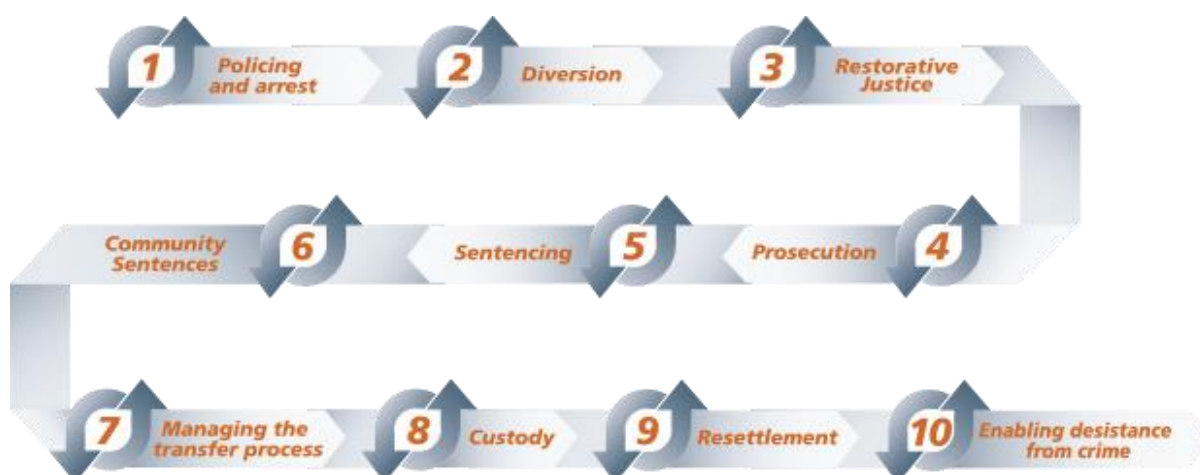 1 Policing
and arrest
2 Diversion
3 Restorative
Justice
4 Prosecution
5 Sentencing
6 Community
Sentences
7 Managing the
transfer process
8 Custody
9 Resettlement
10 Enabling desistance
from crime